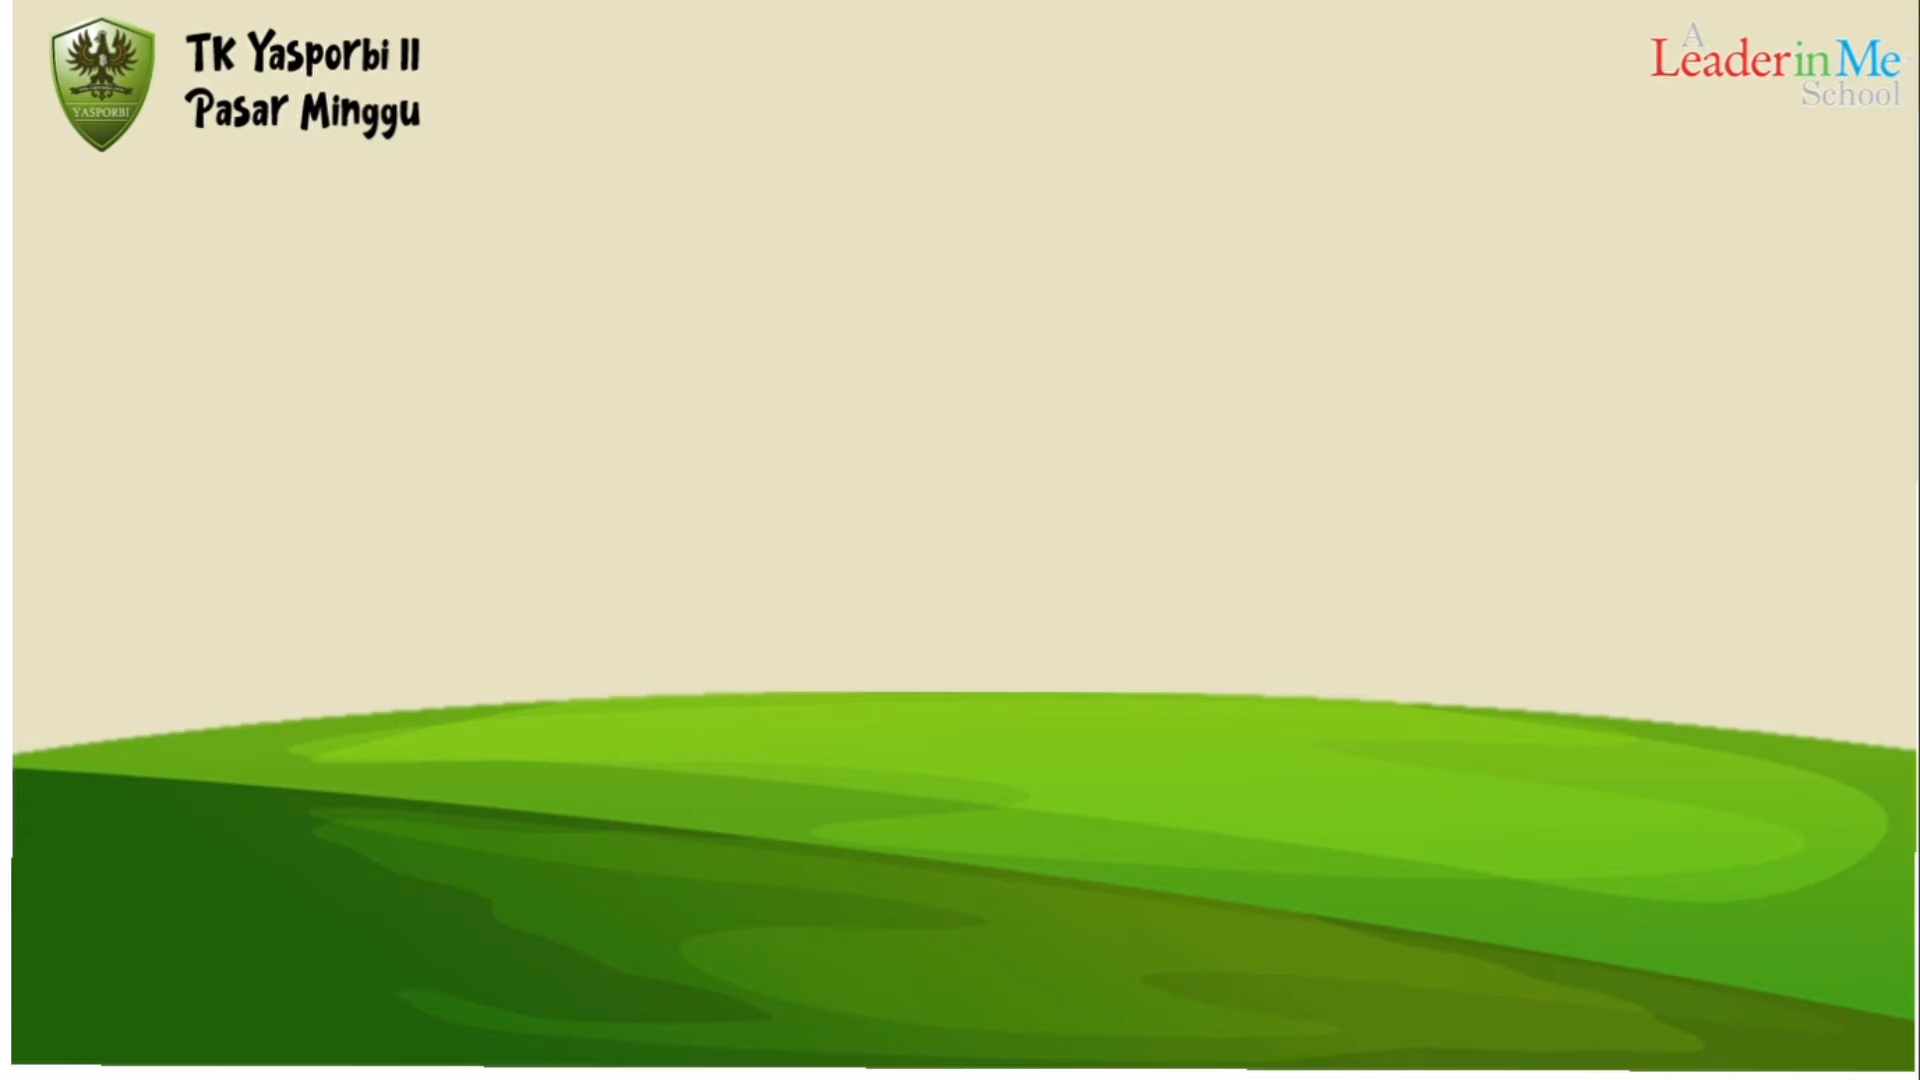 TK Yasporbi II
Pasar Minggu
YASPORBI
A
Leader in Me
School